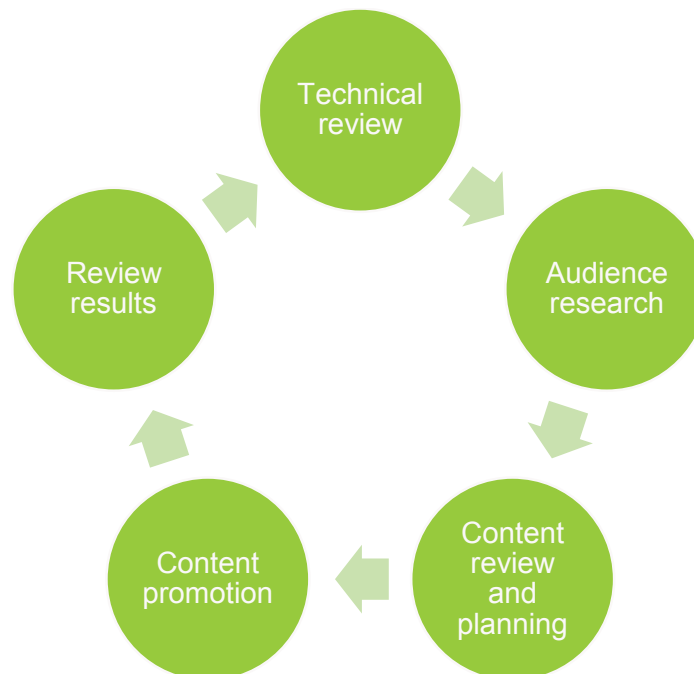 Technical
review
Audience
research
Content
review
and
planning
Content
promotion
Review
results